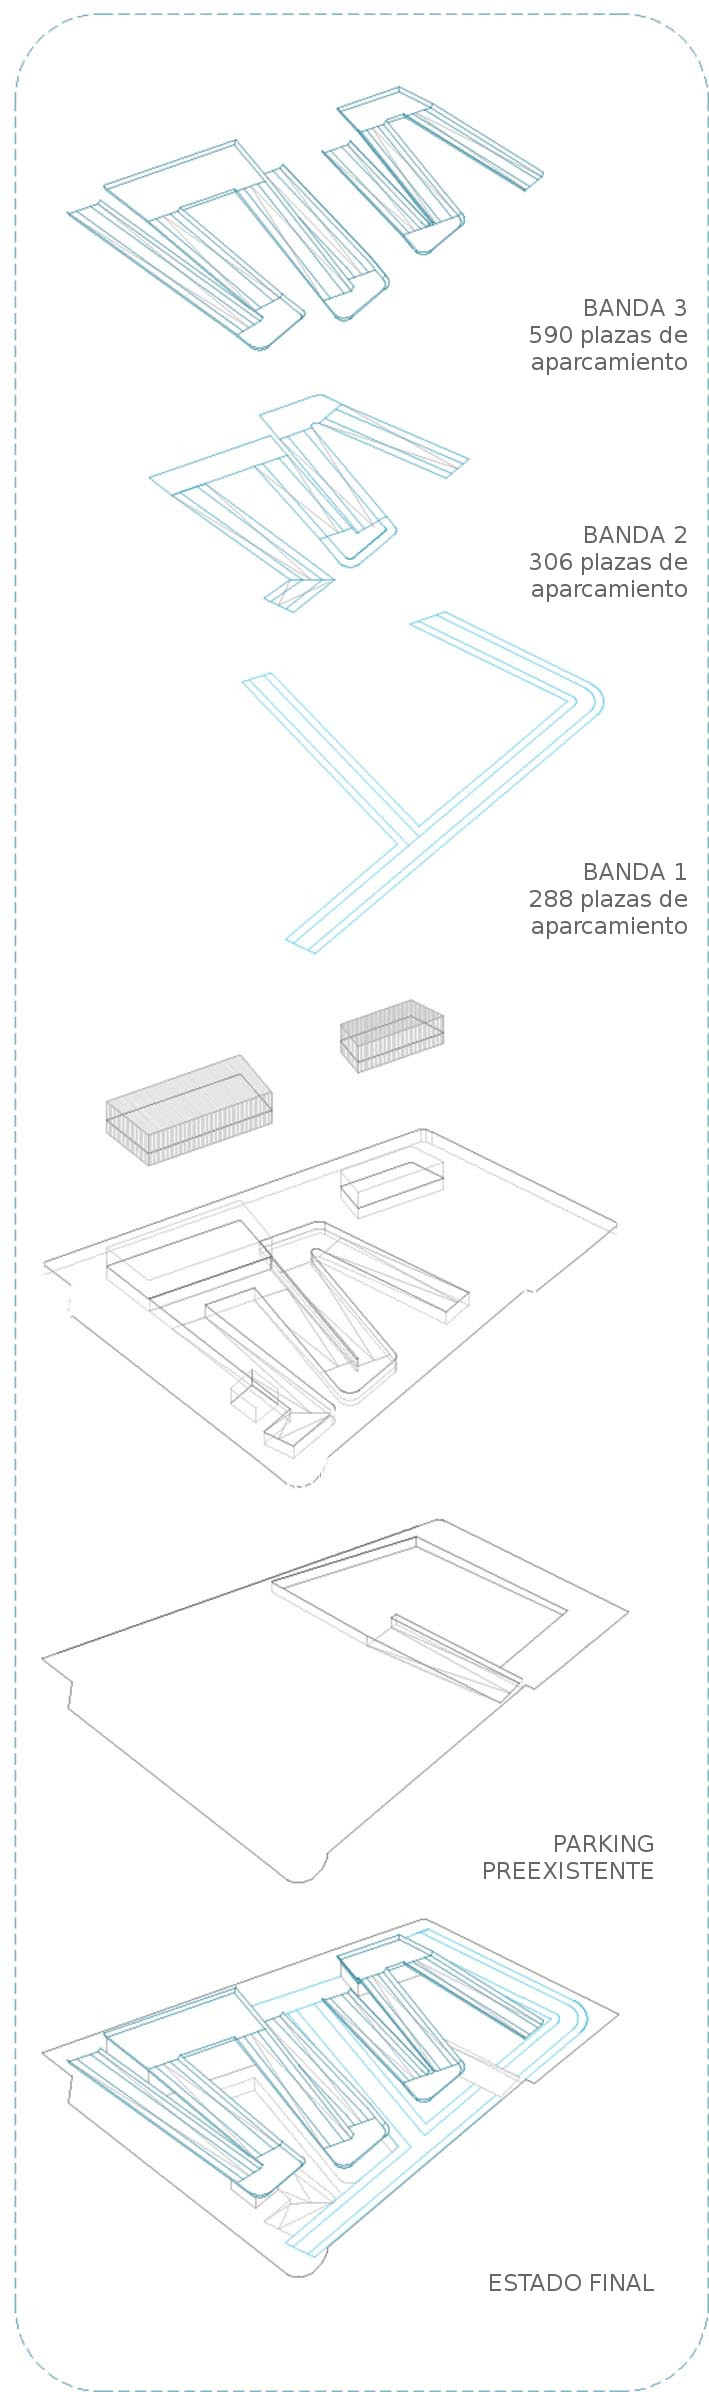 BANDA 3
590 plazas de
aparcamiento
BANDA 2
306 plazas de
aparcamiento
BANDA 1
288 plazas de
aparcamiento
PARKING
PREEXISTENTE
ESTADO FINAL